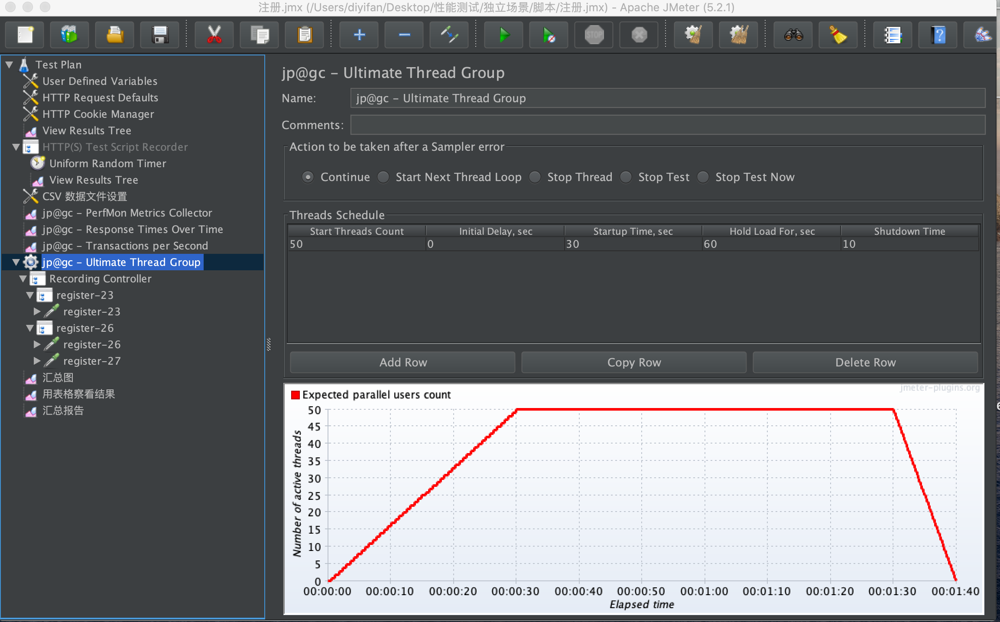 注册.jmx (/Users/diyifan/Desktop/性能测试/独立场景/脚本/注册.jmx) - Apache JMeter (5.2.1)
STOP
Test Plan
User Defined Variables
HTTP Request Defaults
HTTP Cookie Manager
View Results Tree
HTTP(S) Test Script Recorder
Uniform Random Timer
View Results Tree
CSV 数据文件设置
jp@gc - PerfMon Metrics Collector
jp@gc - Response Times Over Time
jp@gc - Transactions per Second
jp@gc - Ultimate Thread Group
Recording Controller
register-23
register-23
register-26
register-26
register-27
汇总图
用表格察看结果
汇总报告
jp@gc - Ultimate Thread Group
Name: jp@gc - Ultimate Thread Group
Comments:
Action to be taken after a Sampler error
Continue Start Next Thread Loop Stop Thread Stop Test Stop Test Now
Threads Schedule
Start Threads Count Initial Delay, sec Startup Time, sec Hold Load For, sec Shutdown Time
50 0 30 60 10
Add Row Copy Row Delete Row
jmeter-plugins.org
Expected parallel users count
50
45
40
35
30
25
20
15
10
5
0
Number of active threads
00:00:00 00:00:10 00:00:20 00:00:30 00:00:40 00:00:50 00:01:00 00:01:10 00:01:20 00:01:30 00:01:40
Elapsed time